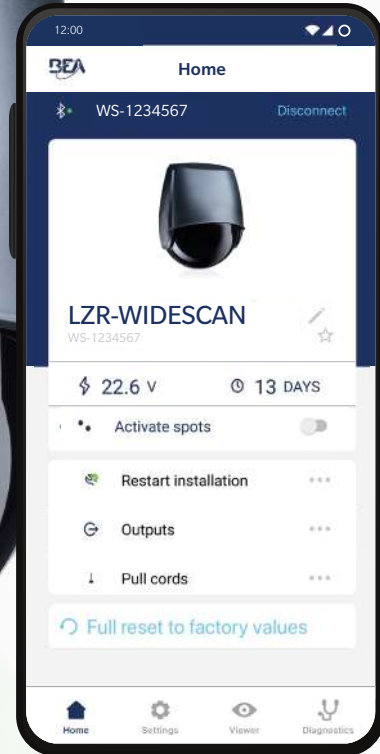 12:00
BEA
Home
WS-1234567
Disconnect
LZR-WIDESCAN
WS-1234567
22.6 V
13 DAYS
Activate spots
Restart installation
Outputs
Pull cords
Full reset to factory values
Home
Settings
Viewer
Diagnostics